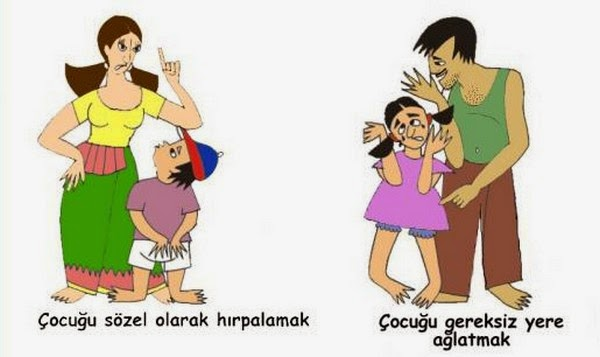 Çocuğu sözel olarak hırpalamak
Çocuğu gereksiz yere
ağlatmak